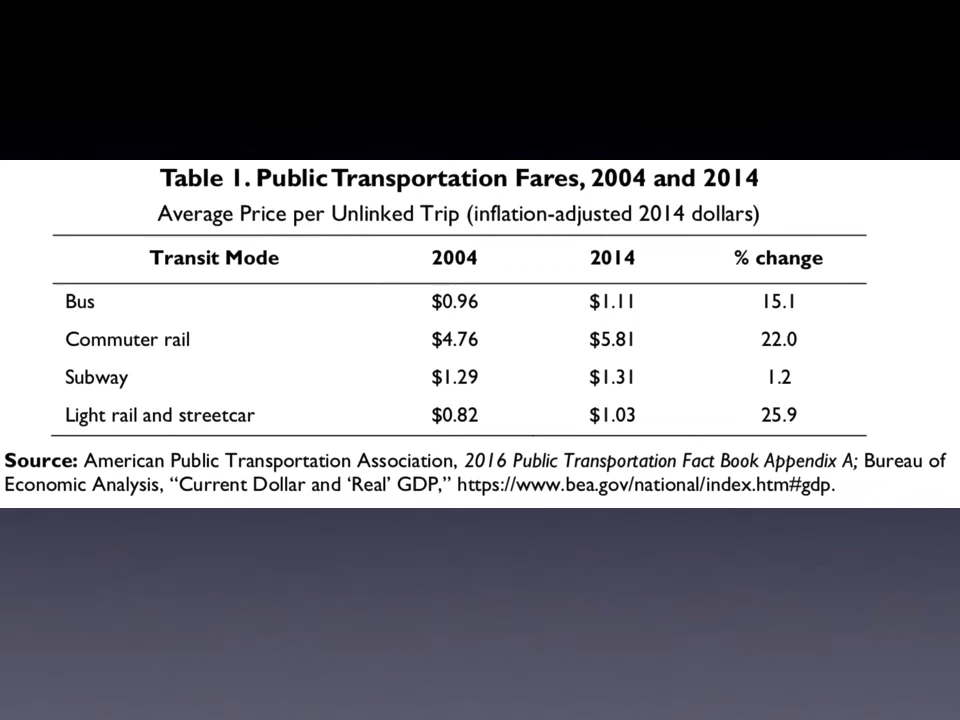 Table 1. Public Transportation Fares, 2004 and 2014
Average Price per Unlinked Trip (inflation-adjusted 2014 dollars)
Transit Mode 2004 2014 % change
Bus $0.96 $1.11 15.1
Commuter rail $4.76 $5.81 22.0
Subway $1.29 $1.31 1.2
Light rail and streetcar $0.82 $1.03 25.9
Source: American Public Transportation Association, 2016 Public Transportation Fact Book Appendix A; Bureau of
Economic Analysis, “Current Dollar and ‘Real’ GDP,” https://www.bea.gov/national/index.htm#gdp.